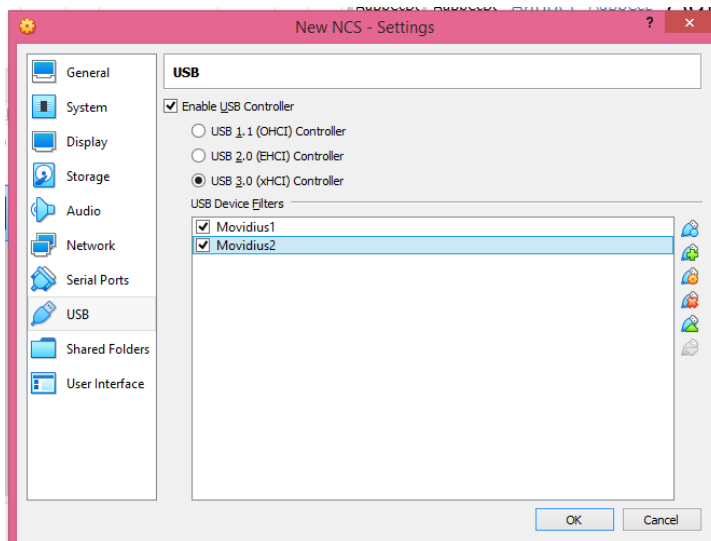 New NCS - Settings
?
General
System
Display
Storage
Audio
Network
Serial Ports
USB
Shared Folders
User Interface
USB
Enable USB Controller
USB 1.1 (OHCI) Controller
USB 2.0 (EHCI) Controller
USB 3.0 (xHCI) Controller
USB Device Filters
Movidius1
Movidius2
OK
Cancel